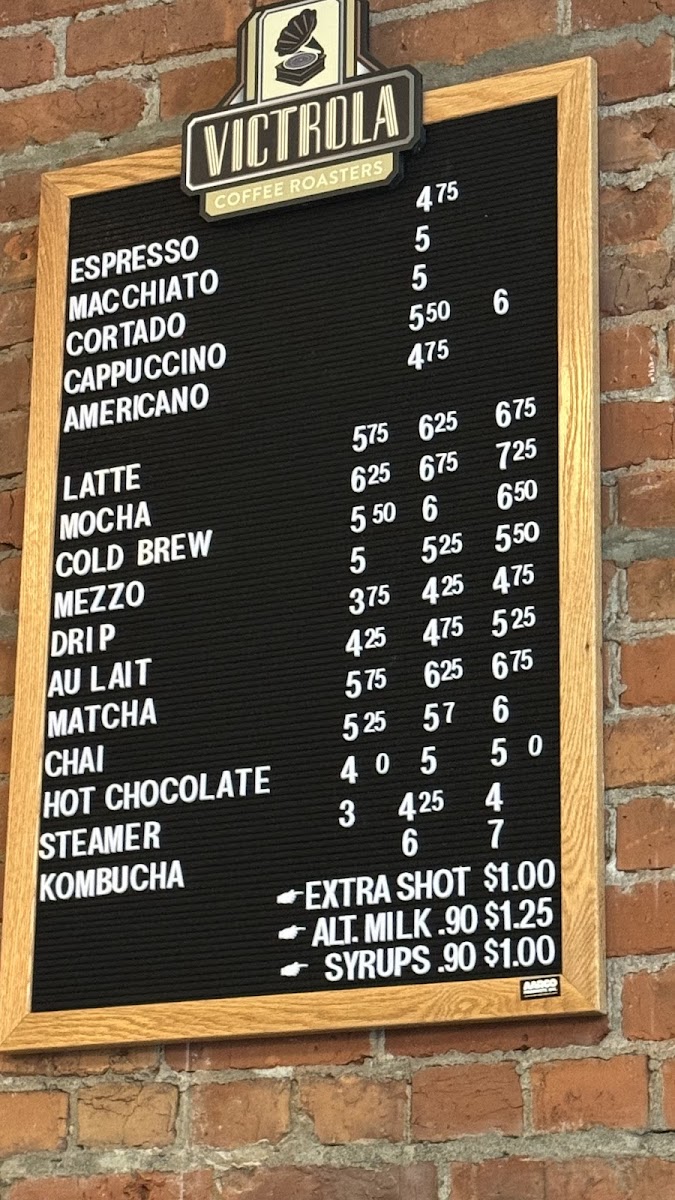 VICTROLA
COFFEE ROASTERS
ESPRESSO 4 75
MACCHIATO 5
CORTADO 5
CAPPUCCINO 5 50 6
AMERICANO 4 75
LATTE 5 75 6 25 6 75
MOCHA 6 25 6 75 7 25
COLD BREW 5 50 6 6 50
MEZZO 5 5 25 5 50
DRIP 3 75 4 25 4 75
AU LAIT 4 25 4 75 5 25
MATCHA 5 75 6 25 6 75
CHAI 5 25 5 7 6
HOT CHOCOLATE 4 0 5 5 0
STEAMER 3 4 25 4
KOMBUCHA 6 7
EXTRA SHOT $1.00
ALT. MILK .90 $1.25
SYRUPS .90 $1.00
AARCO